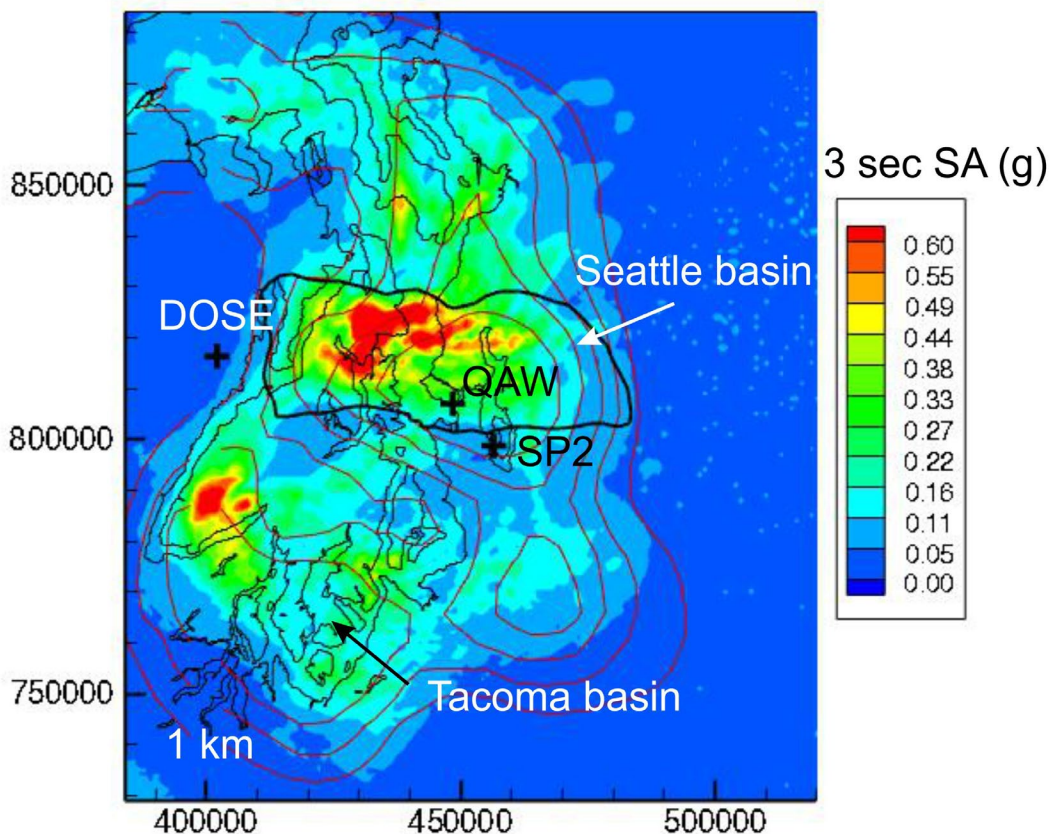 3 sec SA (g)
850000
800000
750000
400000
450000
500000
DOSE
Seattle basin
QAW
SP2
Tacoma basin
1 km
0.60
0.55
0.49
0.44
0.38
0.33
0.27
0.22
0.16
0.11
0.05
0.00